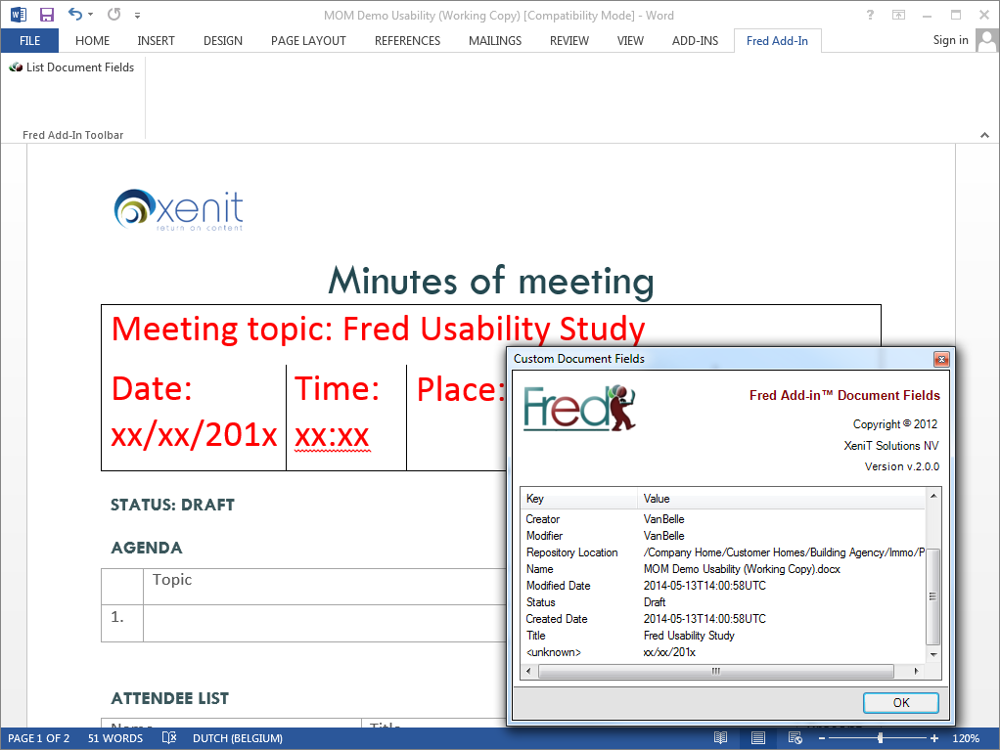 MOM Demo Usability (Working Copy) [Compatibility Mode] - Word
FILE HOME INSERT DESIGN PAGE LAYOUT REFERENCES MAILINGS REVIEW VIEW ADD-INS Fred Add-In Sign in
List Document Fields
Fred Add-In Toolbar
xenit
return on content
Minutes of meeting
Meeting topic: Fred Usability Study
Date: Time: Place:
xx/xx/201x xx:xx
STATUS: DRAFT
AGENDA
Topic
1.
ATTENDEE LIST
Name Title
Custom Document Fields
Fred
Fred Add-in™ Document Fields
Copyright © 2012
XeniT Solutions NV
Version v.2.0.0
Key Value
Creator VanBelle
Modifier VanBelle
Repository Location /Company Home/Customer Homes/Building Agency/Immo/P
Name MOM Demo Usability (Working Copy).docx
Modified Date 2014-05-13T14:00:58UTC
Status Draft
Created Date 2014-05-13T14:00:58UTC
Title Fred Usability Study
<unknown> xx/xx/201x
OK
PAGE 1 OF 2 51 WORDS DUTCH (BELGIUM) 120%